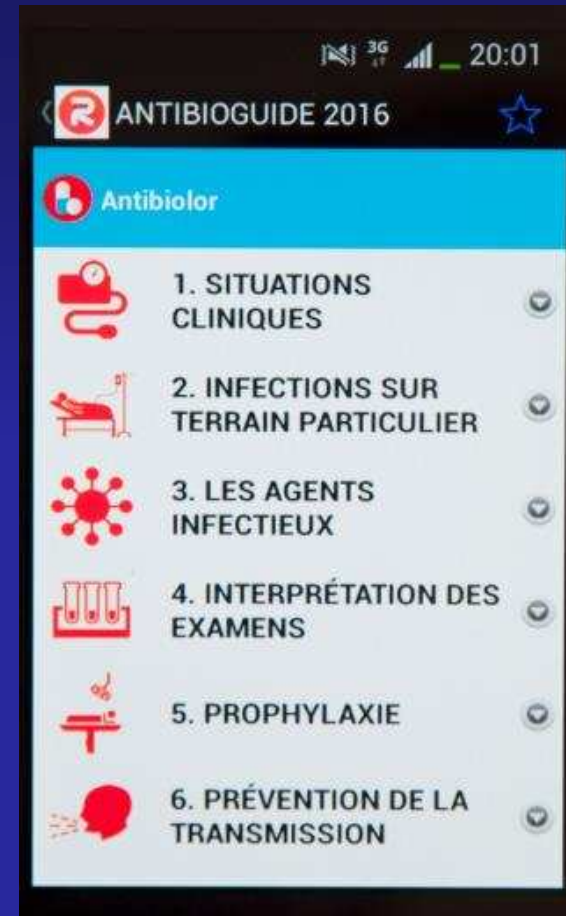 3G 20:01
R ANTIBIOGUIDE 2016
Antibiolor
1. SITUATIONS
CLINIQUES
2. INFECTIONS SUR
TERRAIN PARTICULIER
3. LES AGENTS
INFECTIEUX
4. INTERPRÉTATION DES
EXAMENS
5. PROPHYLAXIE
6. PRÉVENTION DE LA
TRANSMISSION